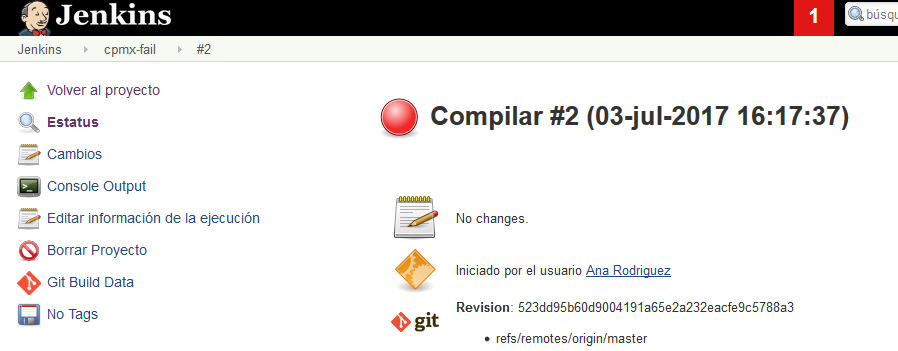 Jenkins
1
búsqu
Jenkins cpmx-fail #2
Volver al proyecto
Estatus
Cambios
Console Output
Editar información de la ejecución
Borrar Proyecto
Git Build Data
No Tags
Compilar #2 (03-jul-2017 16:17:37)
No changes.
Iniciado por el usuario Ana Rodriguez
git
Revision: 523dd95b60d9004191a65e2a232eacfe9c5788a3
• refs/remotes/origin/master